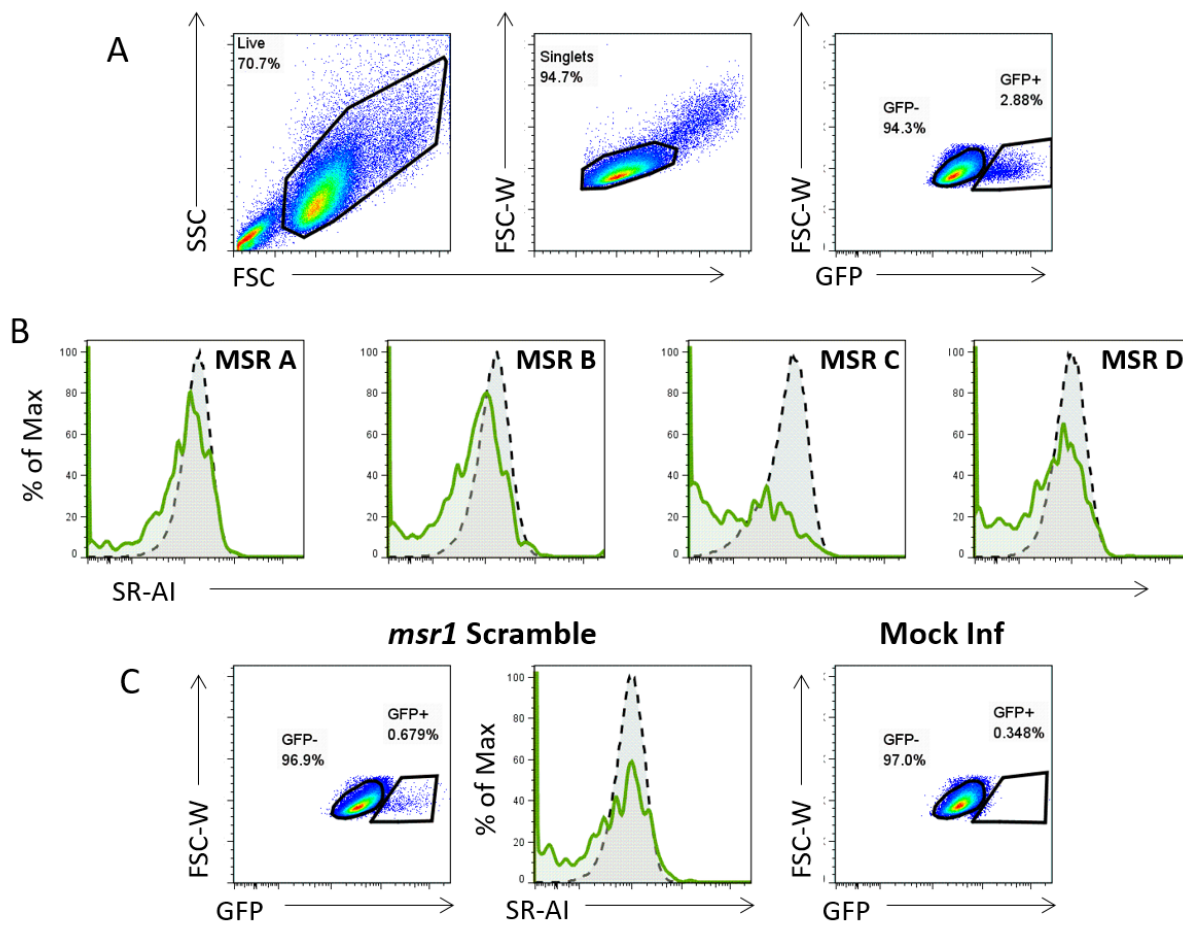 A
SSC
Live
70.7%
FSC
FSC-W
Singlets
94.7%
FSC-W
GFP-
94.3%
GFP+
2.88%
GFP
B
% of Max
100
80
60
40
20
0
MSR A
100
80
60
40
20
0
MSR B
100
80
60
40
20
0
MSR C
100
80
60
40
20
0
MSR D
SR-AI
msr1 Scramble
Mock Inf
C
FSC-W
GFP-
96.9%
GFP+
0.679%
GFP
% of Max
100
80
60
40
20
0
SR-AI
FSC-W
GFP-
97.0%
GFP+
0.348%
GFP